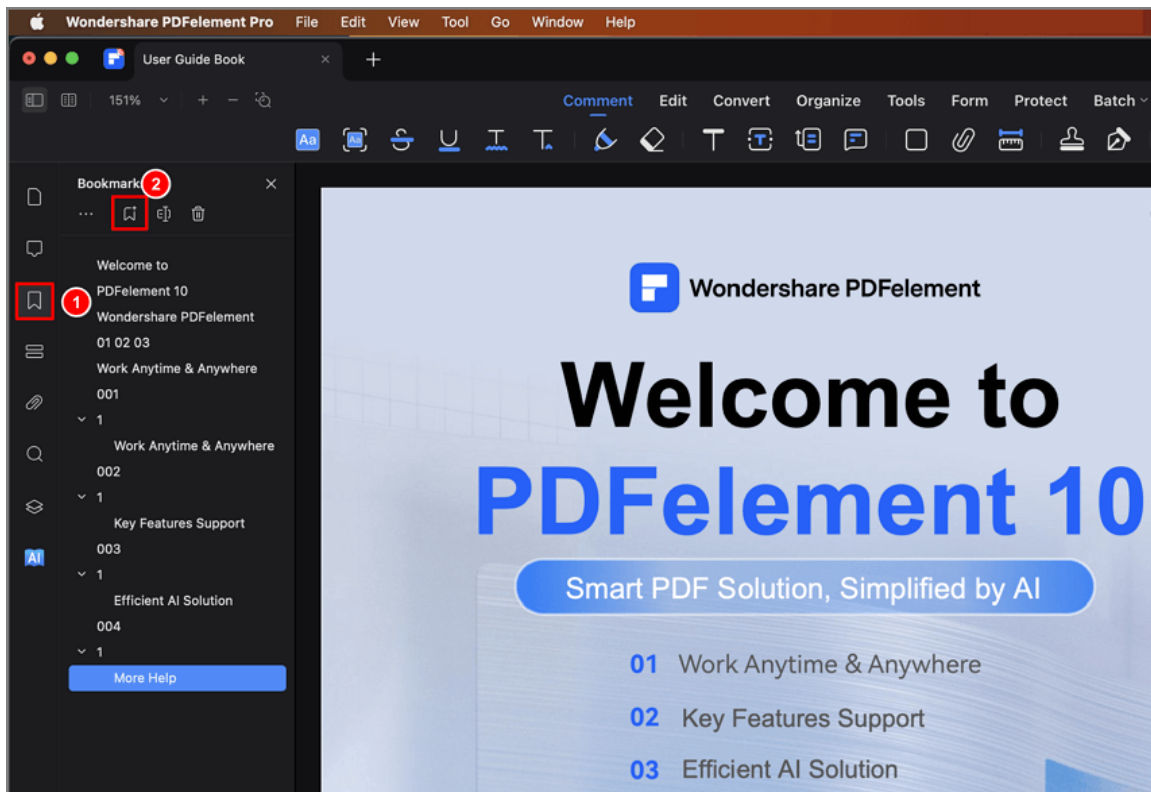 Wondershare PDFelement Pro File Edit View Tool Go Window Help
User Guide Book
151%
Comment Edit Convert Organize Tools Form Protect Batch
Aa Aa T T T T
Bookmark 2
Welcome to
1 PDFelement 10
Wondershare PDFelement
01 02 03
Work Anytime & Anywhere
001
1
Work Anytime & Anywhere
002
1
Key Features Support
003
AI
1
Efficient AI Solution
004
1
More Help
Wondershare PDFelement
Welcome to
PDFelement 10
Smart PDF Solution, Simplified by AI
01 Work Anytime & Anywhere
02 Key Features Support
03 Efficient AI Solution